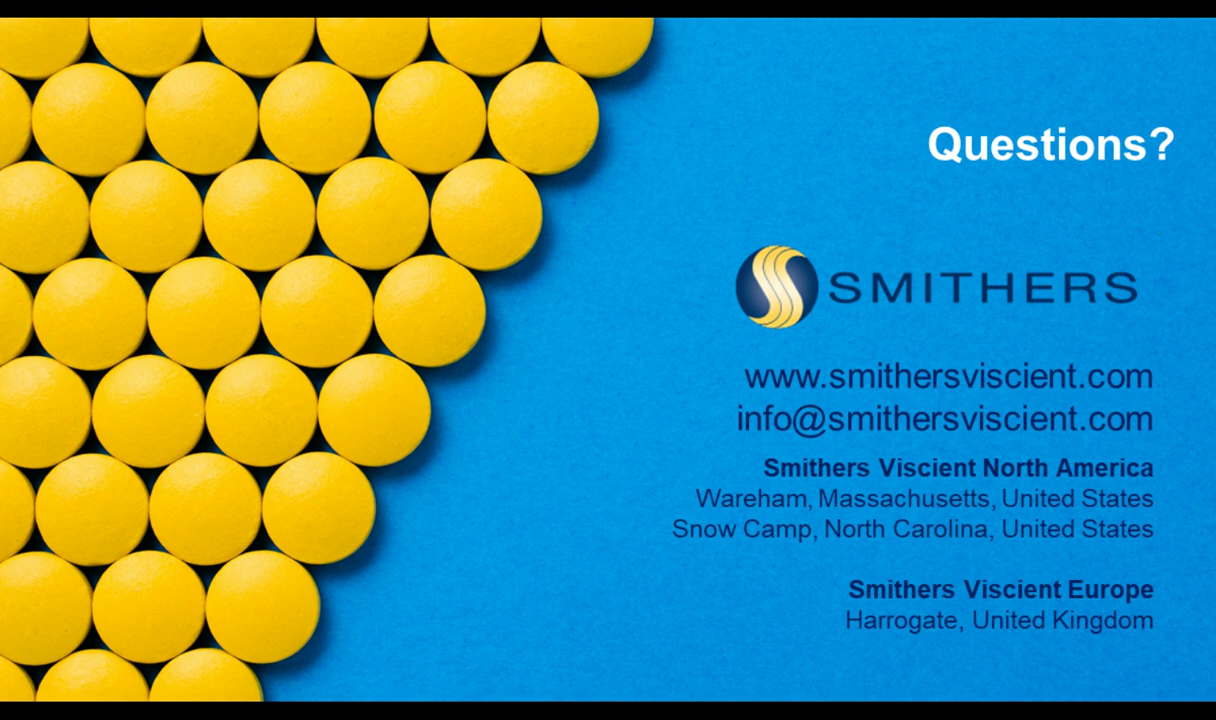 Questions?
SMITHERS
www.smithersviscient.com
info@smithersviscient.com
Smithers Viscient North America
Wareham, Massachusetts, United States
Snow Camp, North Carolina, United States
Smithers Viscient Europe
Harrogate, United Kingdom